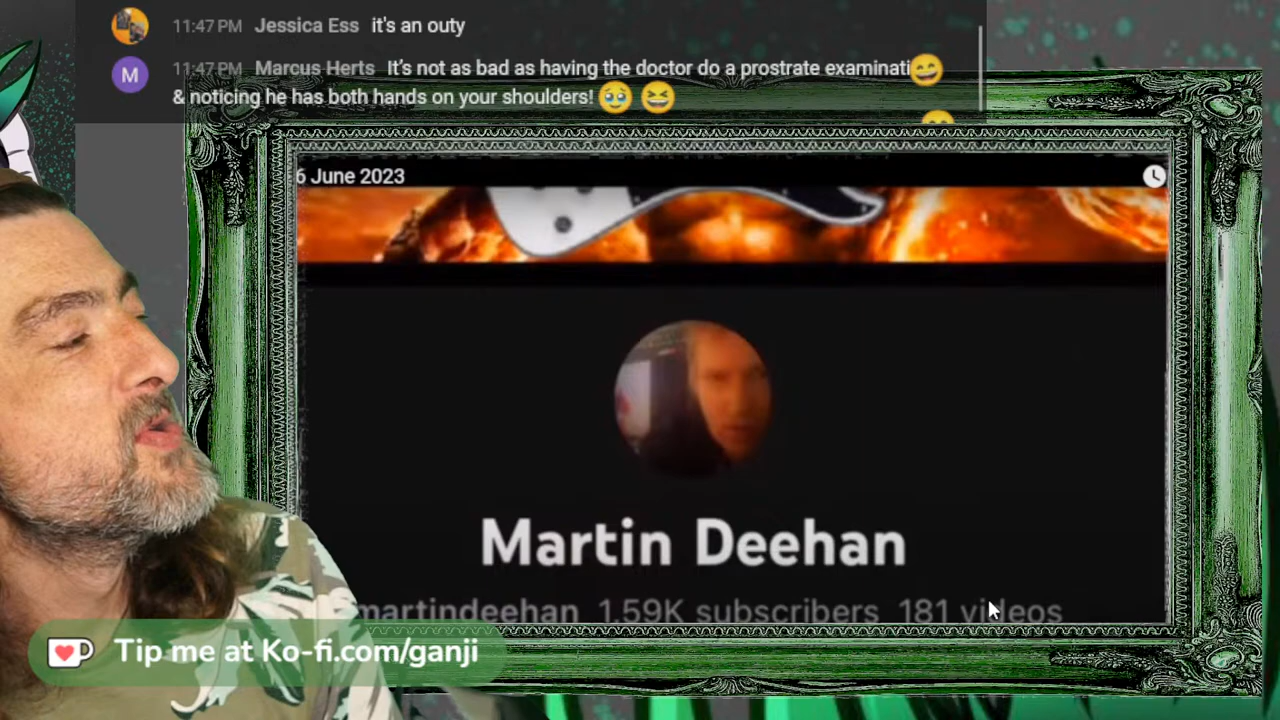 11:47 PM Jessica Ess it's an outy
M 11:47 PM Marcus Herts It's not as bad as having the doctor do a prostrate examinati
& noticing he has both hands on your shoulders!
6 June 2023
Martin Deehan
martindeehan 1.59K subscribers 181 videos
Tip me at Ko-fi.com/ganji